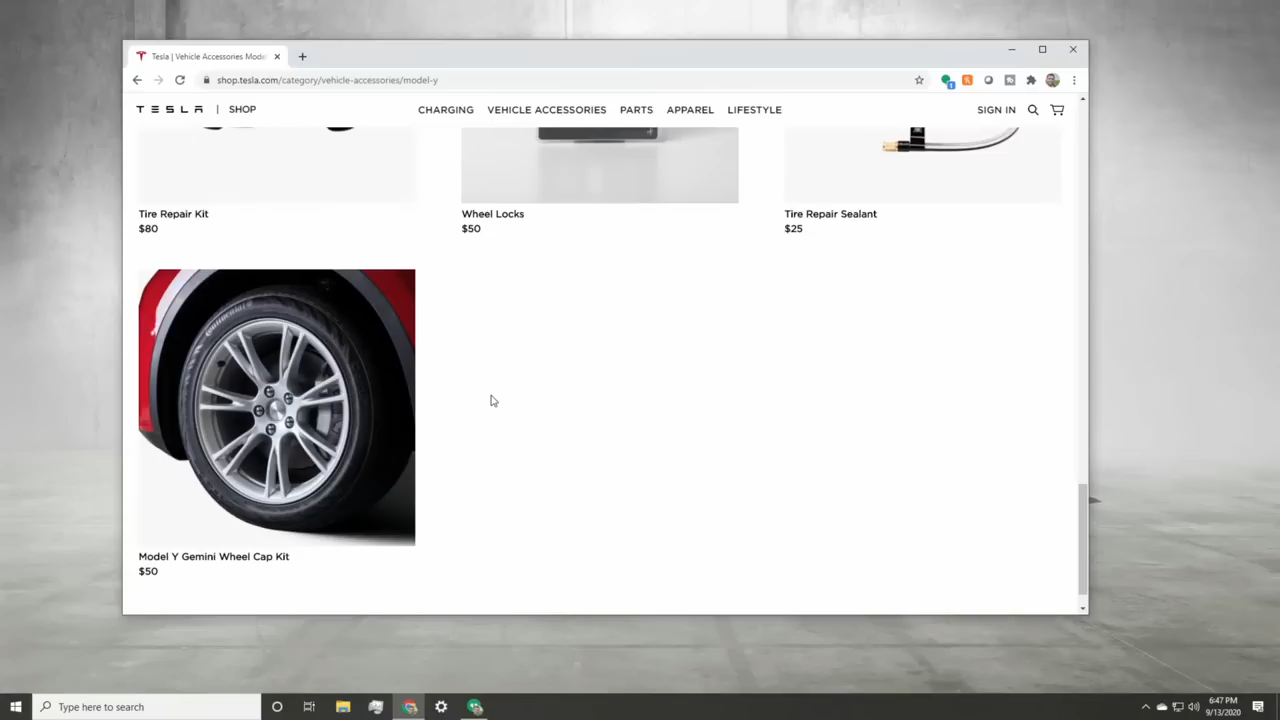 Tesla | Vehicle Accessories Mode
shop.tesla.com/category/vehicle-accessories/model-y
TESLA | SHOP
CHARGING VEHICLE ACCESSORIES PARTS APPAREL LIFESTYLE
SIGN IN
Tire Repair Kit
$80
Wheel Locks
$50
Tire Repair Sealant
$25
Continental
Model Y Gemini Wheel Cap Kit
$50
Type here to search
6:47 PM
9/13/2020